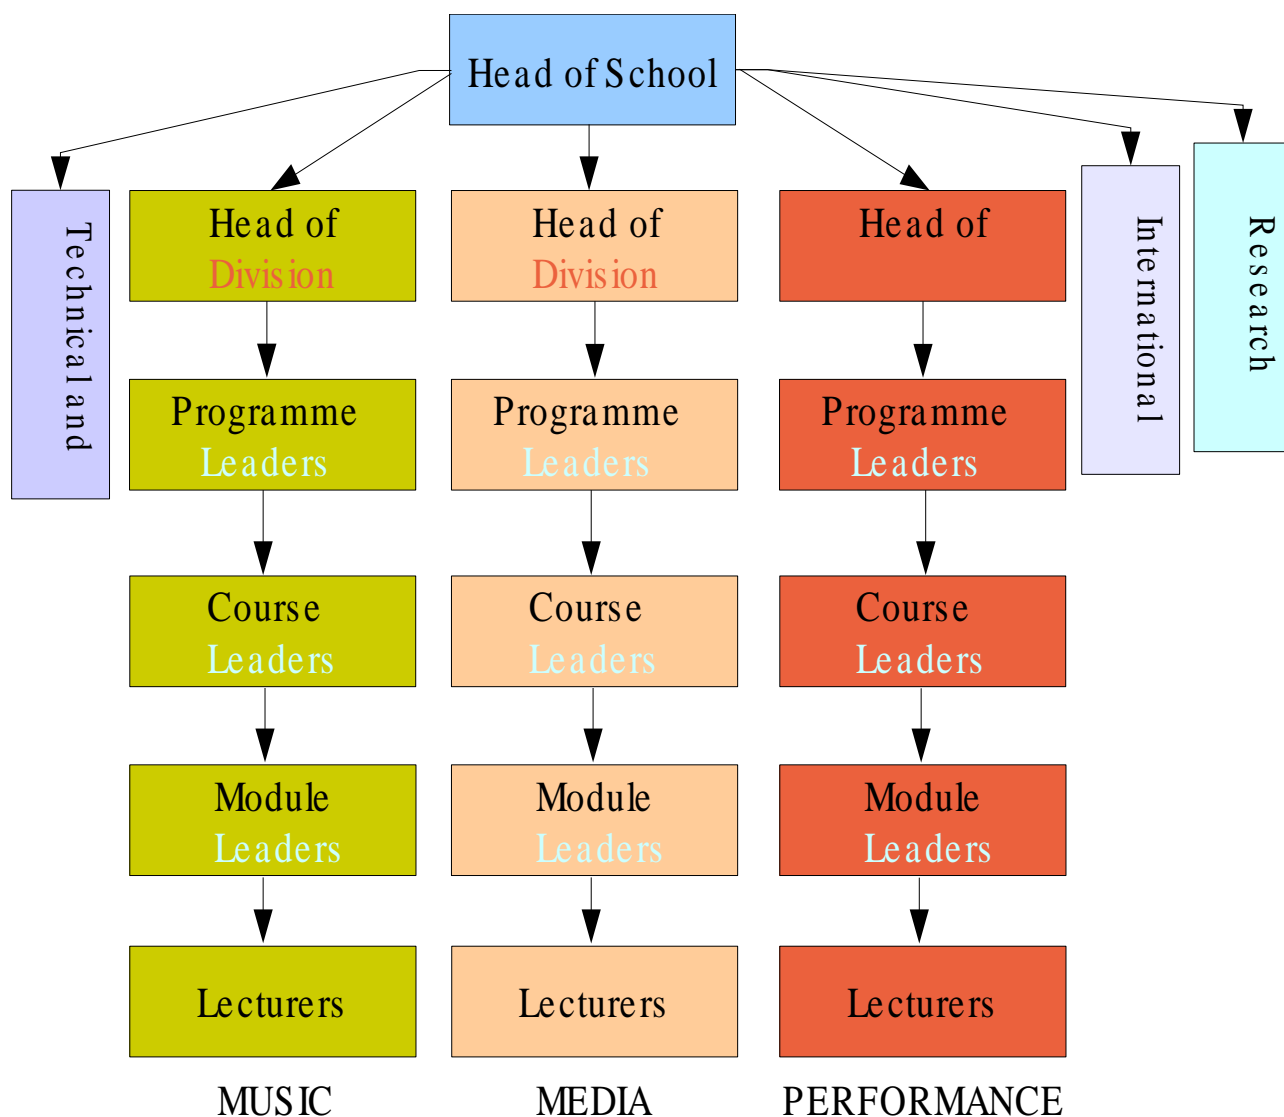 Head of School
Technical and
Head of
Division
Head of
Division
Head of
International
Research
Programme
Leaders
Programme
Leaders
Programme
Leaders
Course
Leaders
Course
Leaders
Course
Leaders
Module
Leaders
Module
Leaders
Module
Leaders
Lecturers
Lecturers
Lecturers
MUSIC
MEDIA
PERFORMANCE